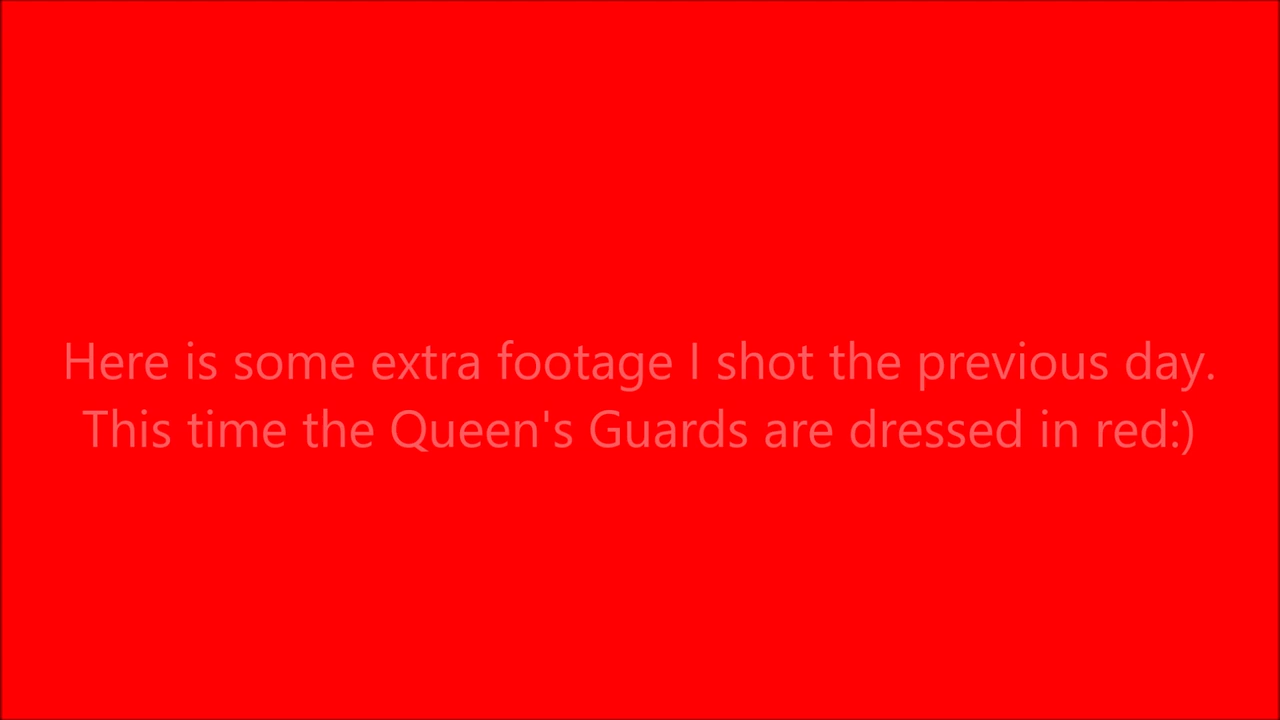 Here is some extra footage I shot the previous day.
This time the Queen's Guards are dressed in red:)